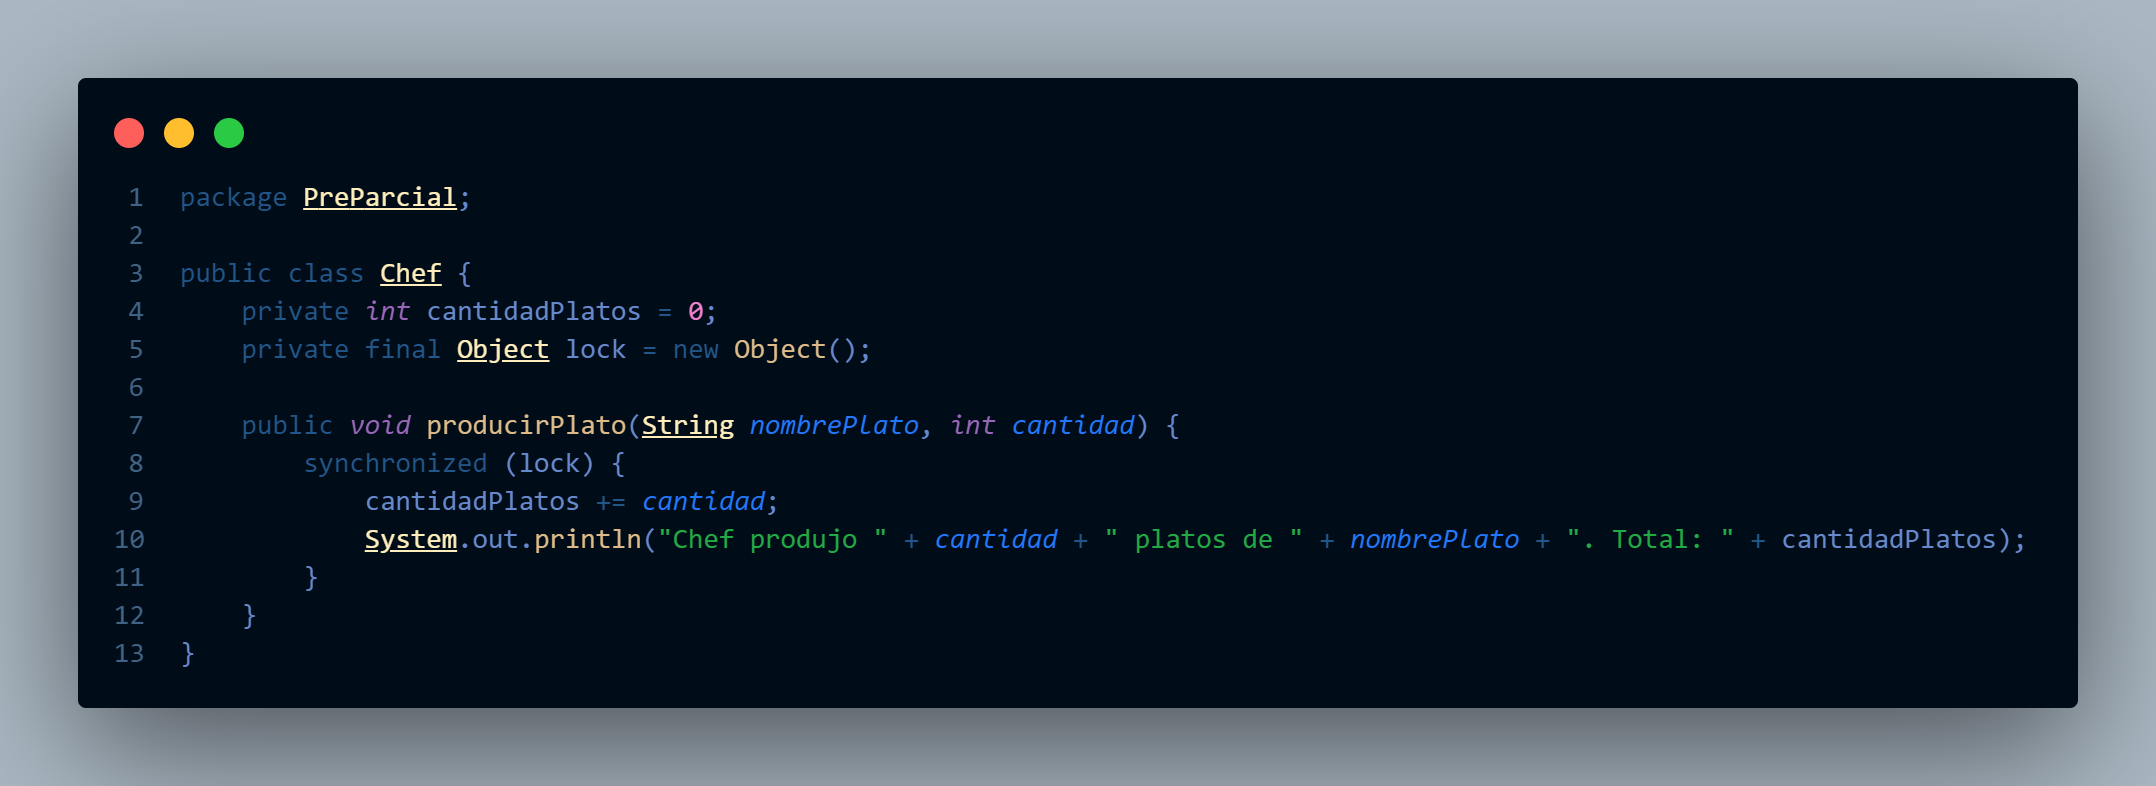 1 package PreParcial;
2
3 public class Chef {
4     private int cantidadPlatos = 0;
5     private final Object lock = new Object();
6
7     public void producirPlato(String nombrePlato, int cantidad) {
8         synchronized (lock) {
9             cantidadPlatos += cantidad;
10             System.out.println("Chef produjo " + cantidad + " platos de " + nombrePlato + ". Total: " + cantidadPlatos);
11         }
12     }
13 }